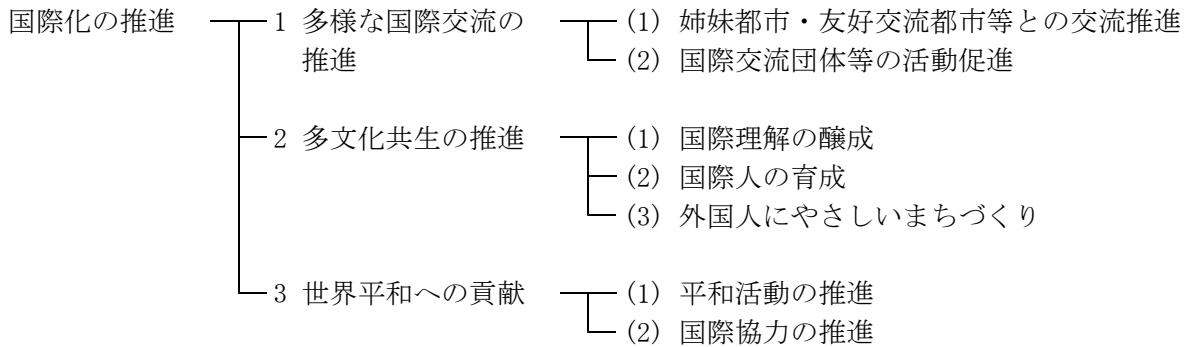 国際化の推進 1 多様な国際交流の (1) 姉妹都市・友好交流都市等との交流推進
推進 (2) 国際交流団体等の活動促進
2 多文化共生の推進 (1) 国際理解の醸成
(2) 国際人の育成
(3) 外国人にやさしいまちづくり
3 世界平和への貢献 (1) 平和活動の推進
(2) 国際協力の推進